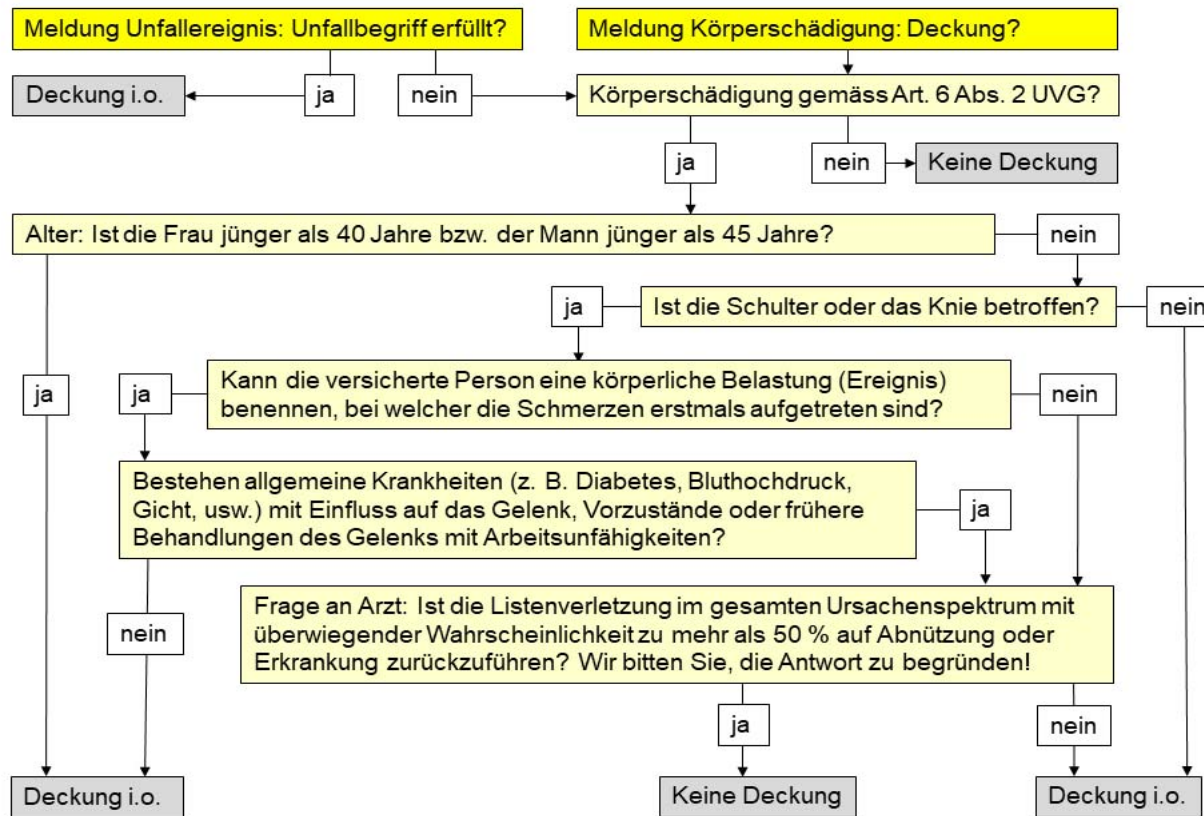 Meldung Unfallereignis: Unfallbegriff erfüllt?
Meldung Körperschädigung: Deckung?
Deckung i.o.
ja
nein
Körperschädigung gemäss Art. 6 Abs. 2 UVG?
ja
nein
Keine Deckung
Alter: Ist die Frau jünger als 40 Jahre bzw. der Mann jünger als 45 Jahre?
nein
ja
Ist die Schulter oder das Knie betroffen?
nein
ja
ja
Kann die versicherte Person eine körperliche Belastung (Ereignis)
benennen, bei welcher die Schmerzen erstmals aufgetreten sind?
nein
Bestehen allgemeine Krankheiten (z. B. Diabetes, Bluthochdruck,
Gicht, usw.) mit Einfluss auf das Gelenk, Vorzustände oder frühere
Behandlungen des Gelenks mit Arbeitsunfähigkeiten?
ja
nein
Frage an Arzt: Ist die Listenverletzung im gesamten Ursachenspektrum mit
überwiegender Wahrscheinlichkeit zu mehr als 50 % auf Abnützung oder
Erkrankung zurückzuführen? Wir bitten Sie, die Antwort zu begründen!
ja
nein
Deckung i.o.
Keine Deckung
Deckung i.o.